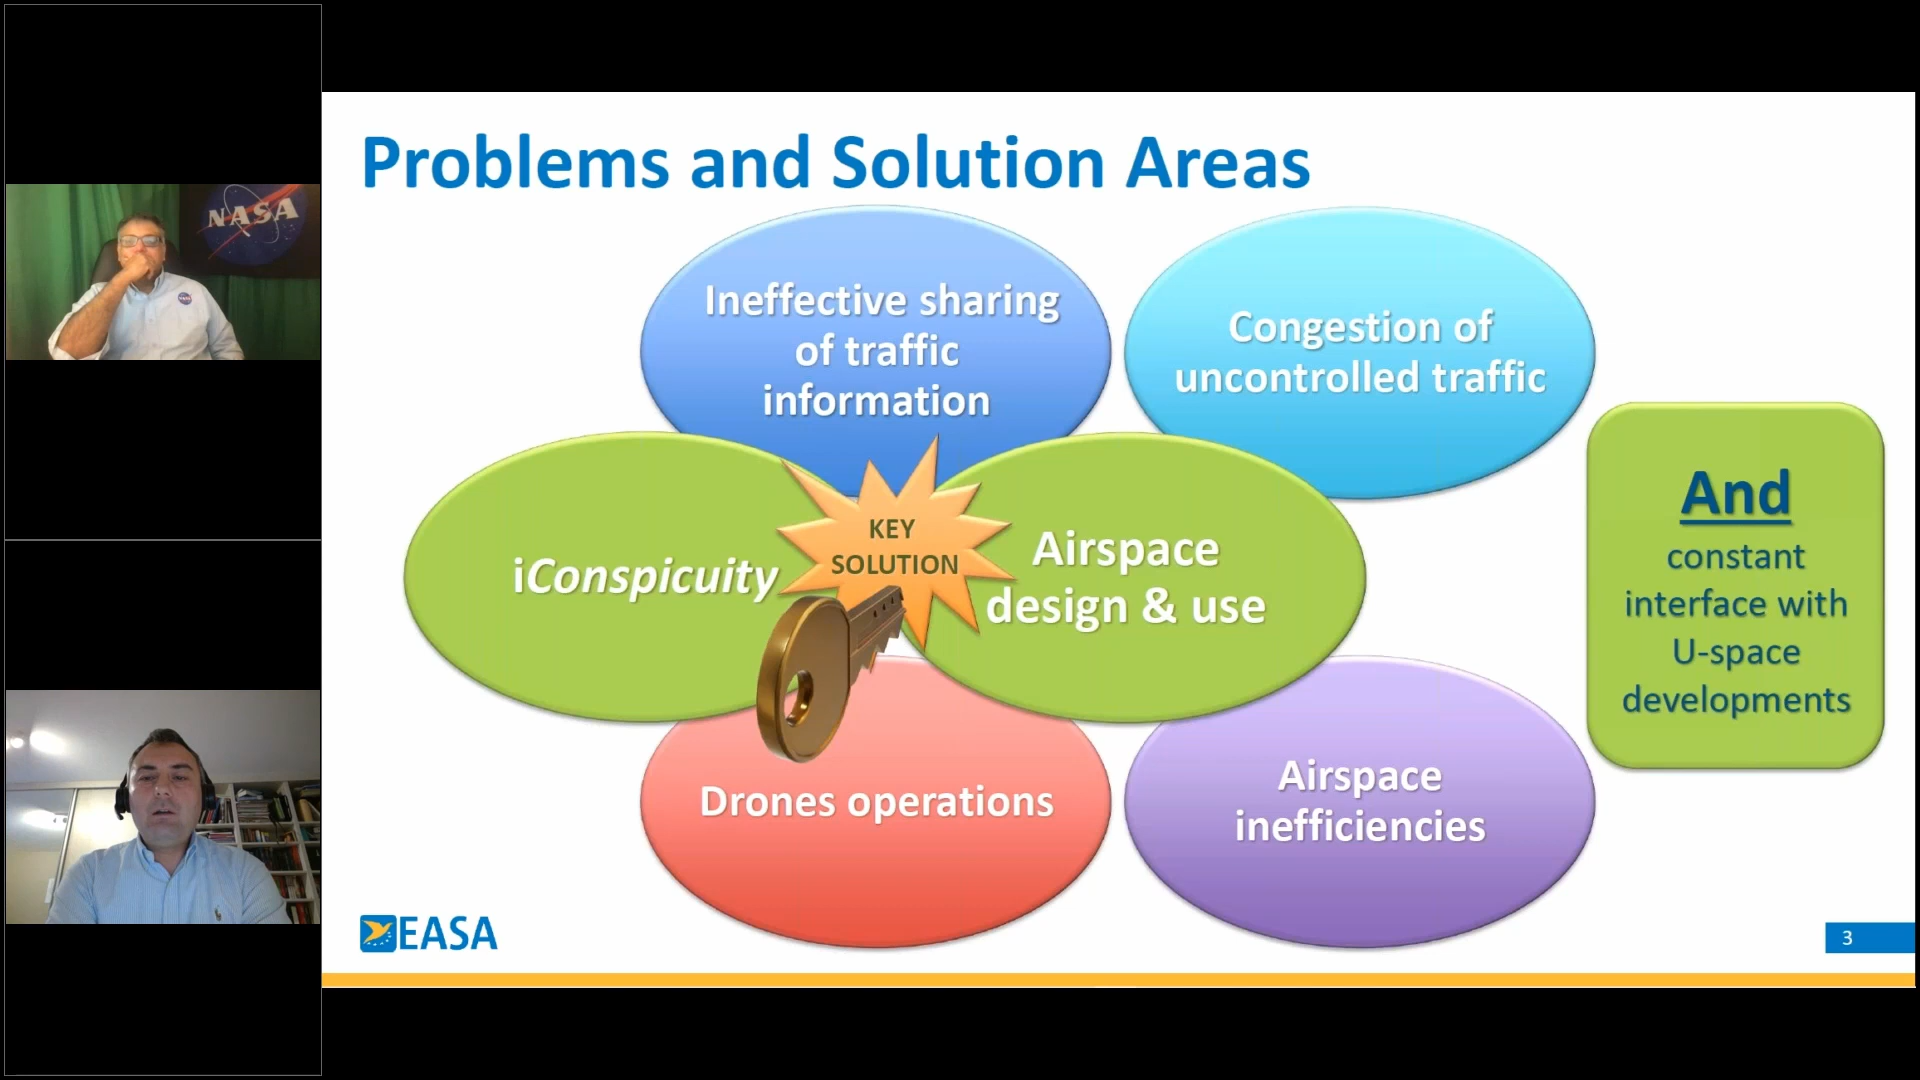 NASA
Problems and Solution Areas
Ineffective sharing
of traffic
information
Congestion of
uncontrolled traffic
iConspicuity
KEY
SOLUTION
Airspace
design & use
And
constant
interface with
U-space
developments
Drones operations
Airspace
inefficiencies
EASA
3